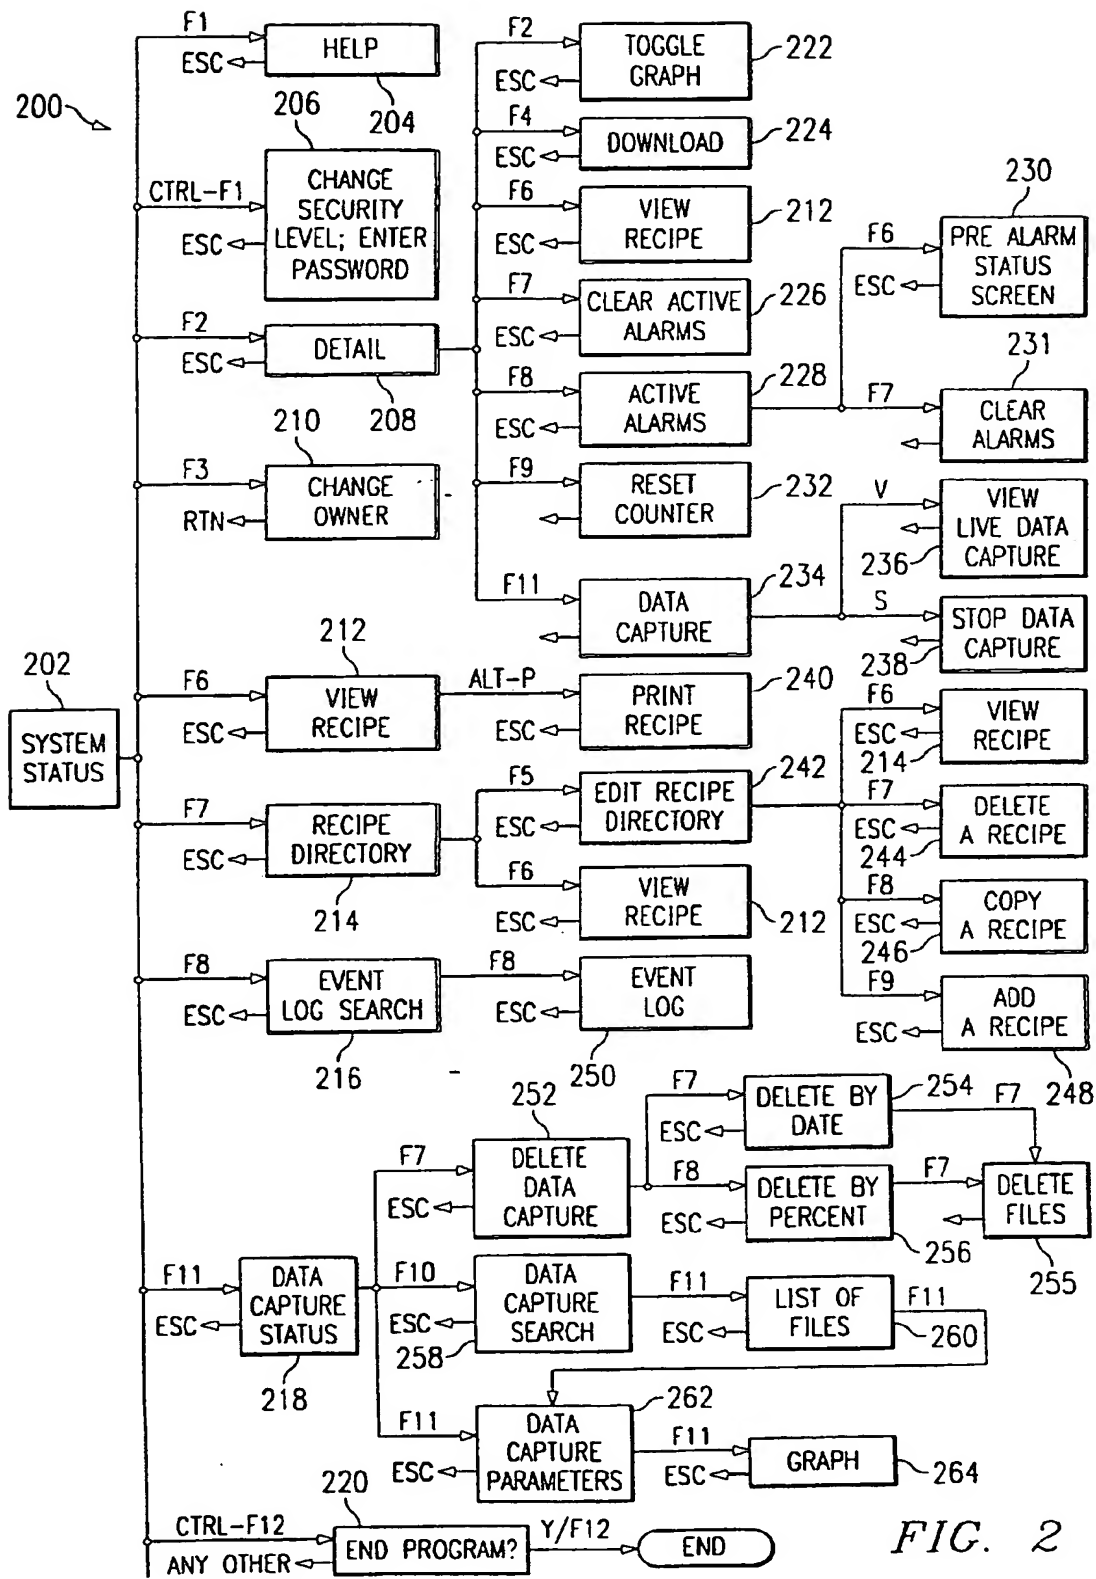 200
F1
ESC
HELP
204
206
CTRL-F1
ESC
CHANGE
SECURITY
LEVEL; ENTER
PASSWORD
F2
ESC
DETAIL
208
F2
ESC
TOGGLE
GRAPH
222
F4
ESC
DOWNLOAD
224
F6
ESC
VIEW
RECIPE
212
F7
ESC
CLEAR ACTIVE
ALARMS
226
F8
ESC
ACTIVE
ALARMS
228
F6
ESC
230
PRE ALARM
STATUS
SCREEN
F7
231
CLEAR
ALARMS
F9
RESET
COUNTER
232
F11
DATA
CAPTURE
234
V
VIEW
LIVE DATA
CAPTURE
236
S
STOP DATA
CAPTURE
238
210
F3
RTN
CHANGE
OWNER
202
SYSTEM
STATUS
212
F6
ESC
VIEW
RECIPE
ALT-P
ESC
PRINT
RECIPE
240
F7
ESC
RECIPE
DIRECTORY
214
F5
ESC
EDIT RECIPE
DIRECTORY
242
F6
ESC
VIEW
RECIPE
212
F6
ESC
214
VIEW
RECIPE
F7
ESC
244
DELETE
A RECIPE
F8
ESC
246
COPY
A RECIPE
F9
ESC
ADD
A RECIPE
248
F8
ESC
EVENT
LOG SEARCH
216
F8
ESC
EVENT
LOG
250
F11
ESC
DATA
CAPTURE
STATUS
218
252
F7
ESC
DELETE
DATA
CAPTURE
F7
ESC
DELETE BY
DATE
254
F7
F8
ESC
DELETE BY
PERCENT
256
F7
DELETE
FILES
255
F10
ESC
258
DATA
CAPTURE
SEARCH
F11
ESC
LIST OF
FILES
260
F11
F11
ESC
DATA
CAPTURE
PARAMETERS
262
F11
ESC
GRAPH
264
220
CTRL-F12
ANY OTHER
END PROGRAM?
Y/F12
END
FIG. 2